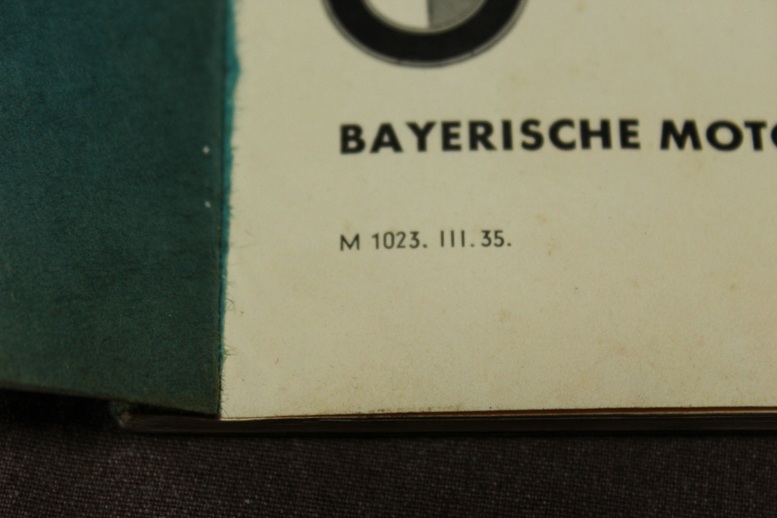 BAYERISCHE MOTO
M 1023. III. 35.